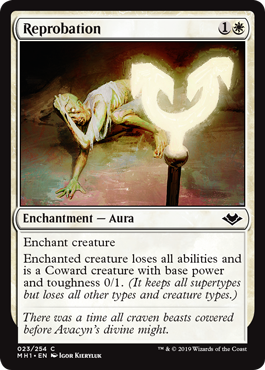 Reprobation 1
Enchantment — Aura
Enchant creature
Enchanted creature loses all abilities and
is a Coward creature with base power
and toughness 0/1. (It keeps all supertypes
but loses all other types and creature types.)
There was a time all craven beasts cowered
before Avacyn's divine might.
023/254 C
MH1 • EN Igor Kieryluk
™ & © 2019 Wizards of the Coast